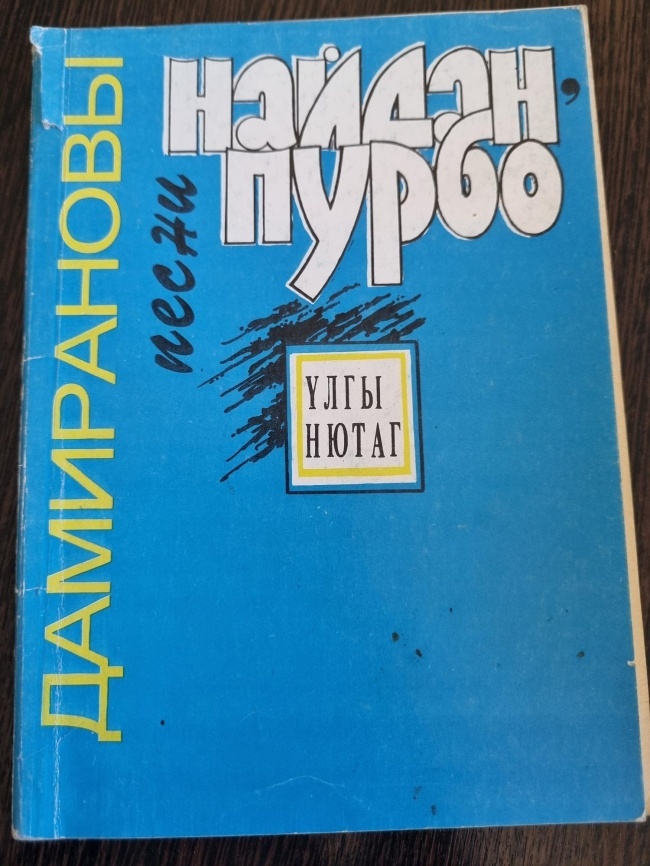 ДАМИРАНОВЫ
Найдан,
Пурбо
песни
ҮЛГЫ
НЮТАГ